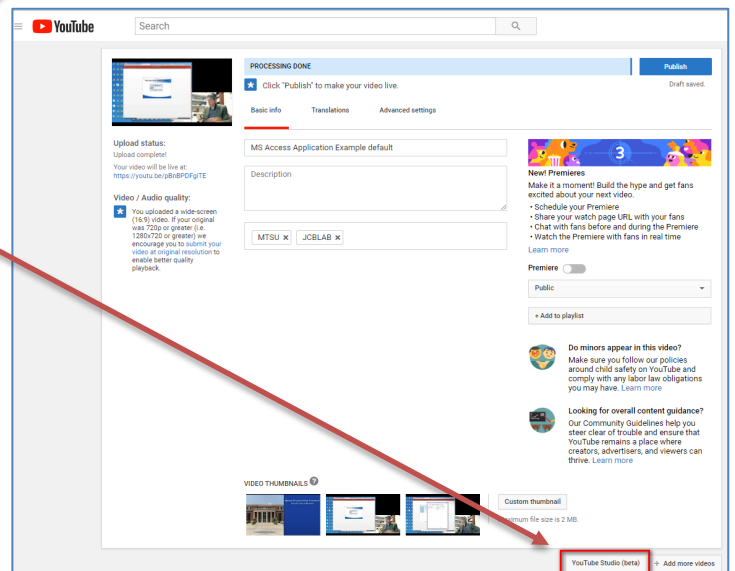 YouTube
Search
PROCESSING DONE
Publish
Click "Publish" to make your video live.
Draft saved.
Basic info
Translations
Advanced settings
Upload status:
Upload complete!
Your video will be live at:
https://youtu.be/pBnBPDFgiTE
Video / Audio quality:
You uploaded a wide-screen
(16:9) video. If your original
was 720p or greater (i.e.
1280x720 or greater) we
encourage you to submit your
video at original resolution to
enable better quality
playback.
MS Access Application Example default
Description
MTSU ×
JCBLAB ×
3
New! Premieres
Make it a moment! Build the hype and get fans
excited about your next video.
• Schedule your Premiere
• Share your watch page URL with your fans
• Chat with fans before and during the Premiere
• Watch the Premiere with fans in real time
Learn more
Premiere
Public
+ Add to playlist
Do minors appear in this video?
Make sure you follow our policies
around child safety on YouTube and
comply with any labor law obligations
you may have. Learn more
Looking for overall content guidance?
Our Community Guidelines help you
steer clear of trouble and ensure that
YouTube remains a place where
creators, advertisers, and viewers can
thrive. Learn more
VIDEO THUMBNAILS ?
Custom thumbnail
file size is 2 MB.
YouTube Studio (beta)
+ Add more videos